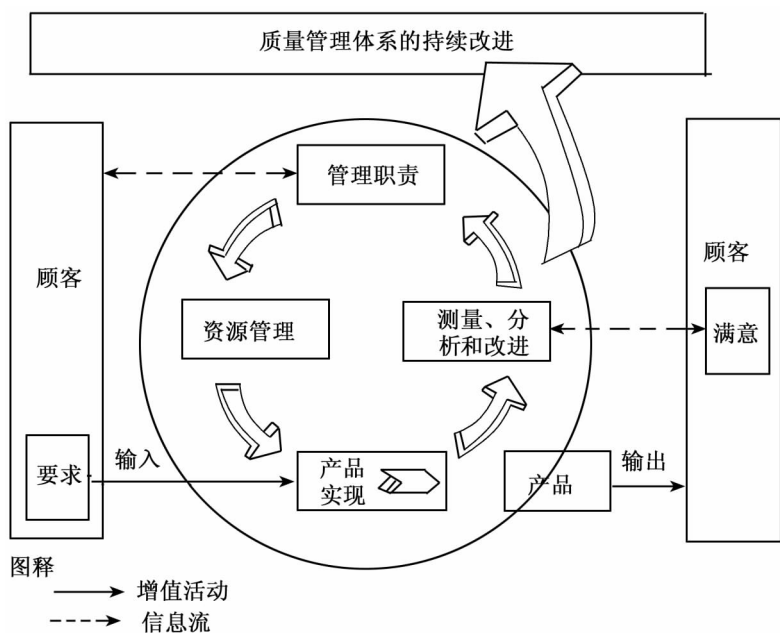 质量管理体系的持续改进
管理职责
顾客
顾客
资源管理
测量、分
析和改进
满意
要求
输入
产品
实现
产品
输出
图释
增值活动
信息流